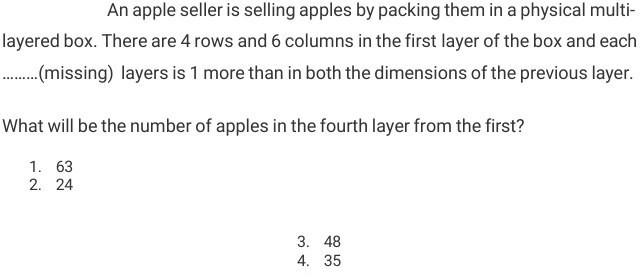 An apple seller is selling apples by packing them in a physical multi-
layered box. There are 4 rows and 6 columns in the first layer of the box and each
.........(missing) layers is 1 more than in both the dimensions of the previous layer.
What will be the number of apples in the fourth layer from the first?
1. 63
2. 24
3. 48
4. 35